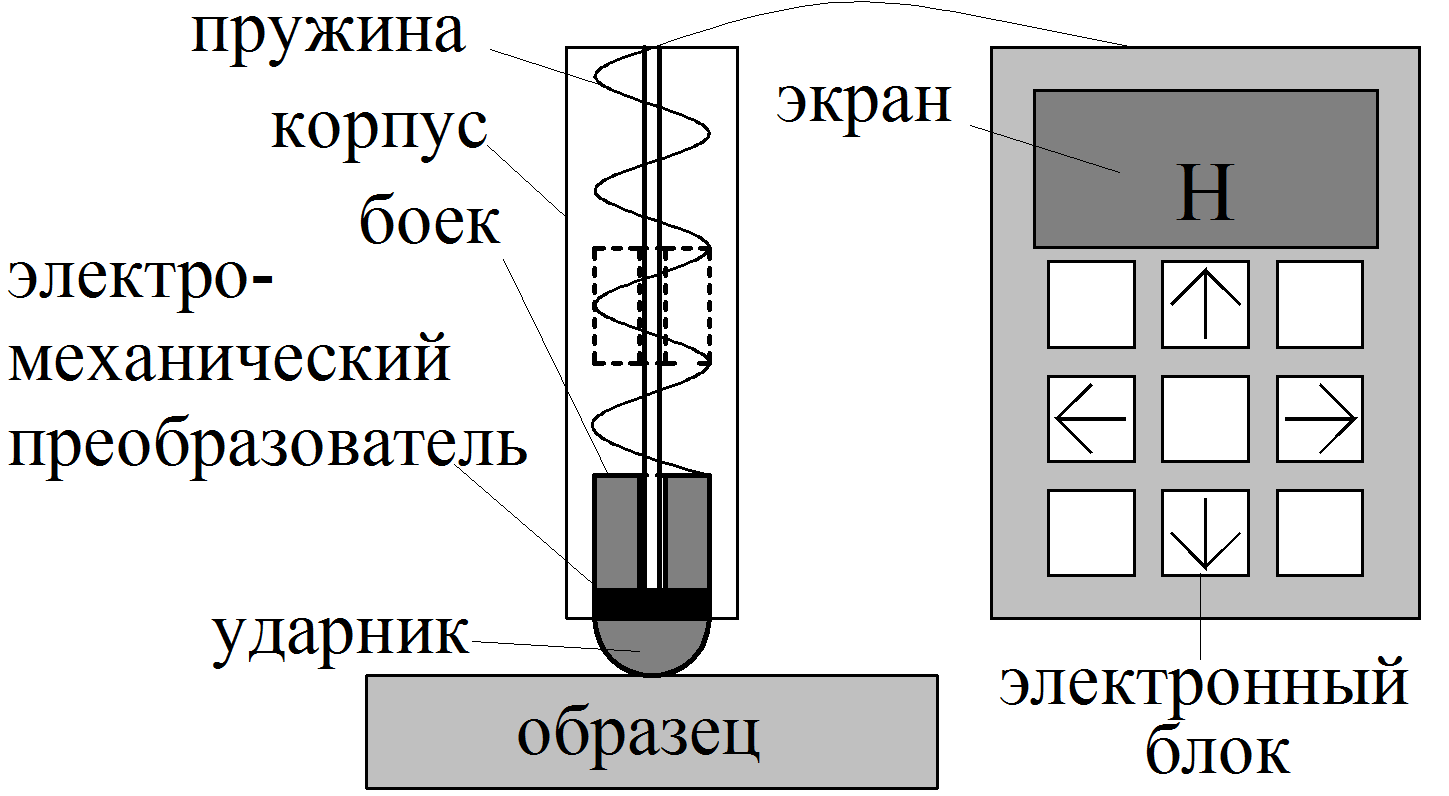 пружина
корпус
боек
электро-
механический
преобразователь
ударник
образец
экран
H
электронный
блок